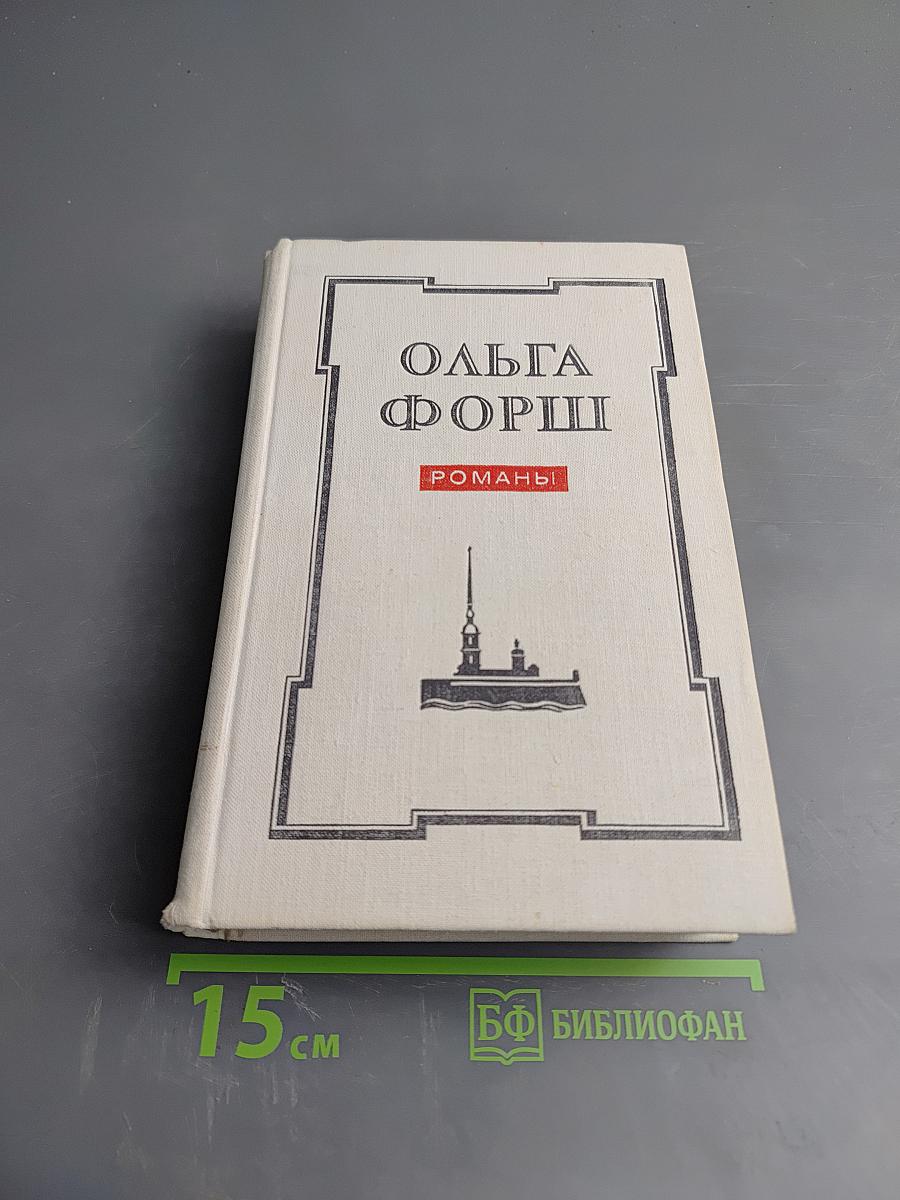 ОЛЬГА
ФОРШ
РОМАНЫ
15 см
БФ БИБЛИОФАН